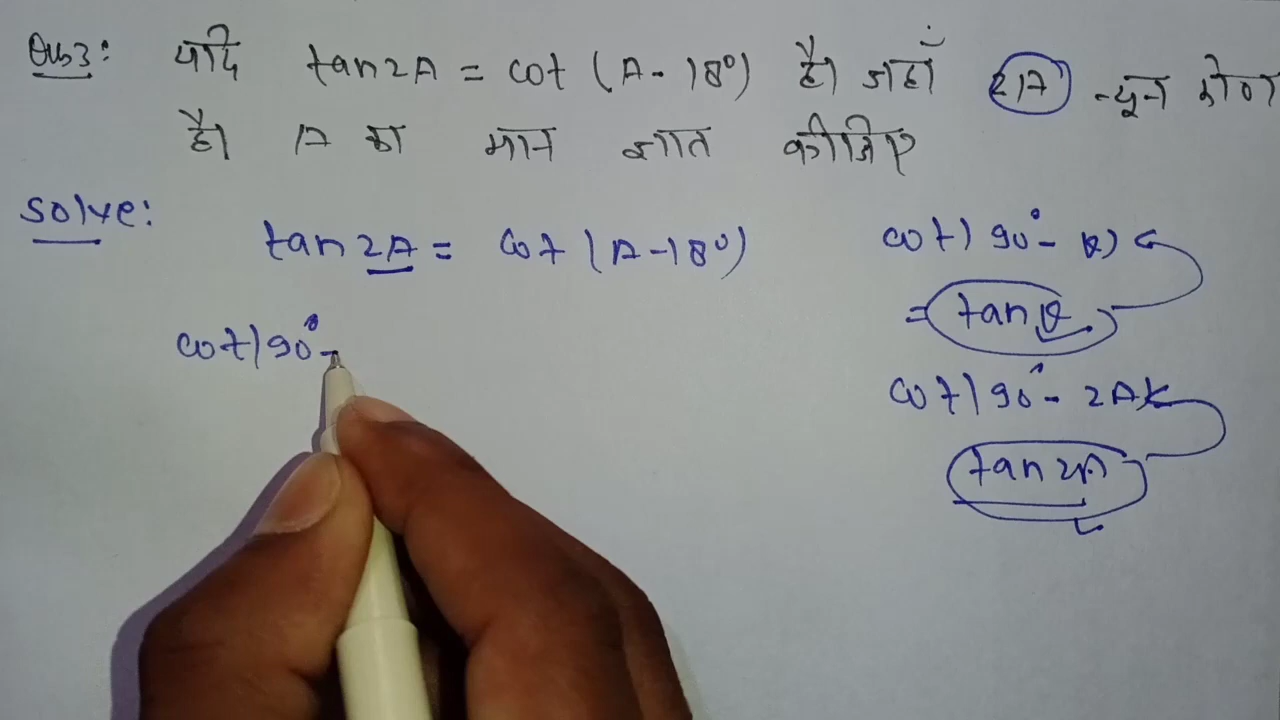 Qus3: यदि tan2A = cot (A-18°) है। जहाँ 2A न्यून कोण
है। A का मान ज्ञात कीजिए
Solve:
tan2A = cot (A-18°)
cot(90°-
cot(90°-θ)
= tanθ
cot(90°-2A)
tan2A